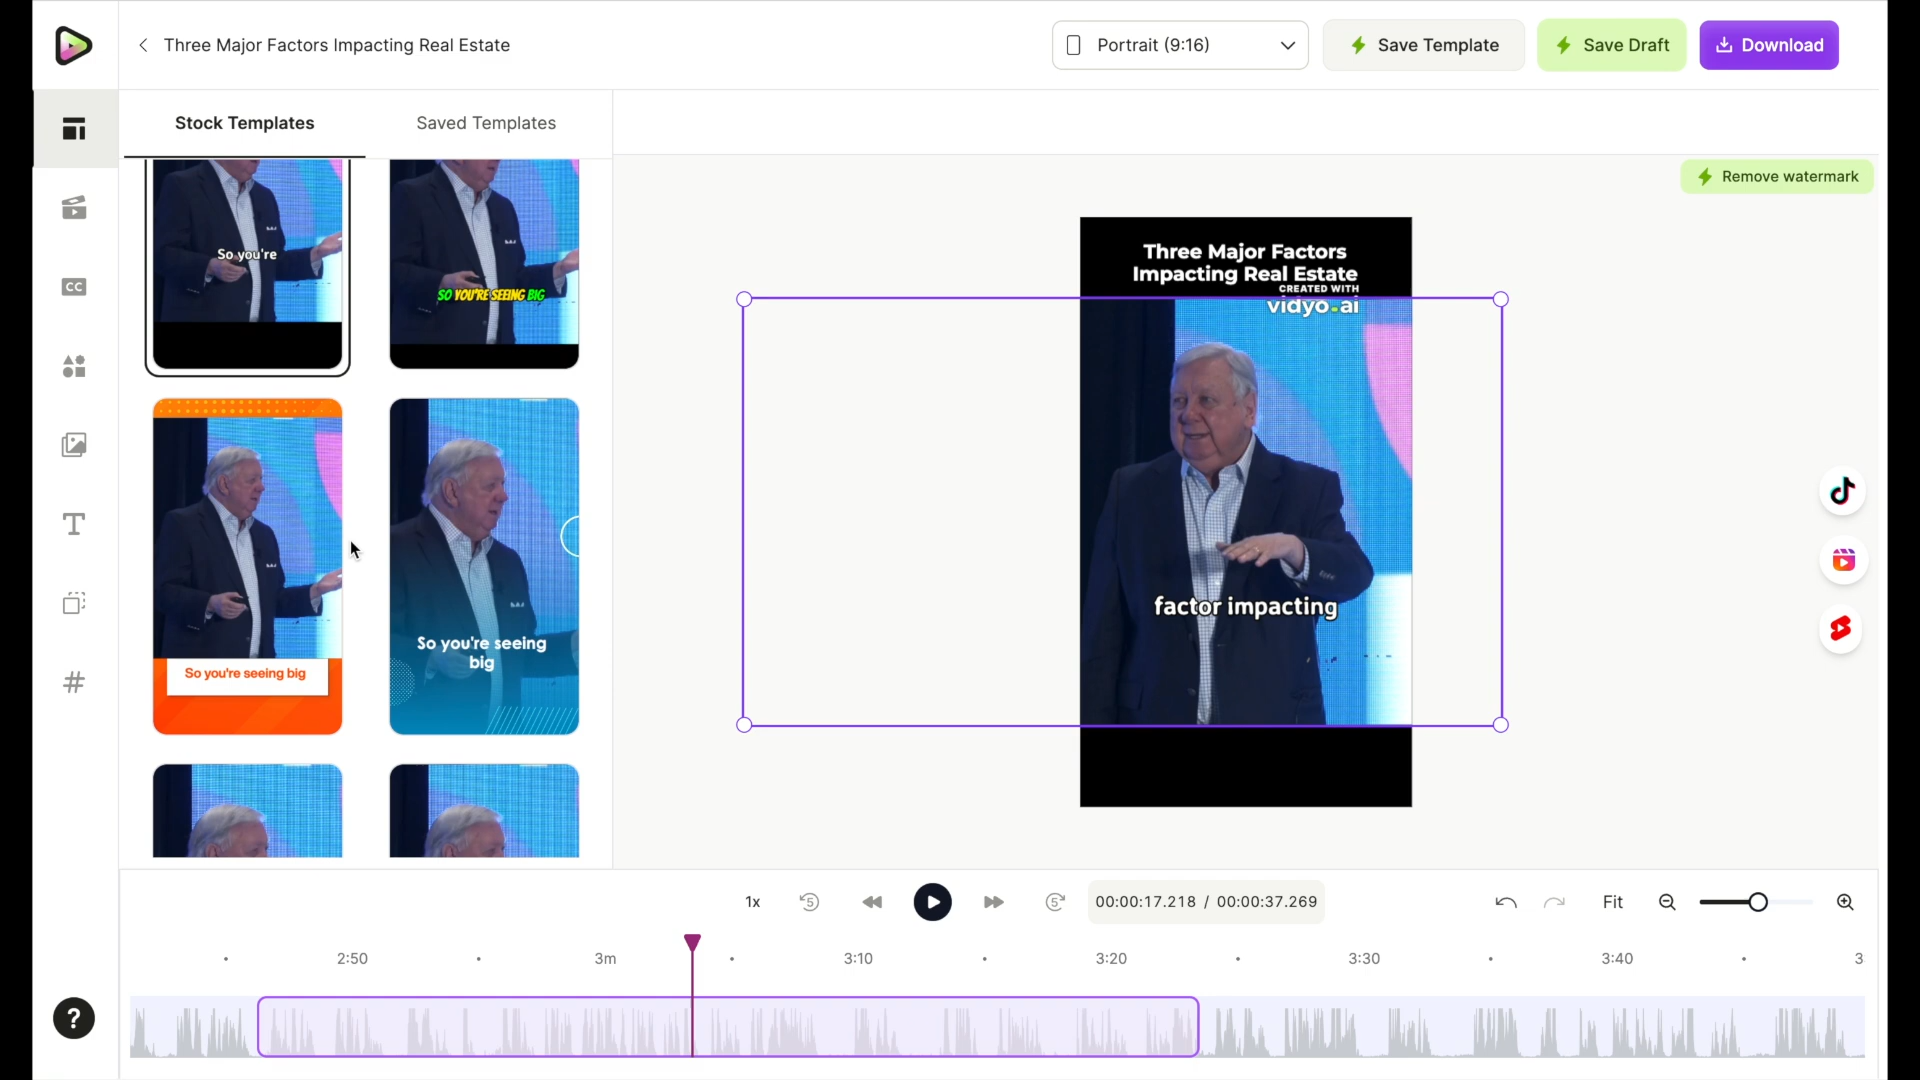 Three Major Factors Impacting Real Estate
Portrait (9:16)
Save Template
Save Draft
Download
Stock Templates
Saved Templates
Remove watermark
So you're
SO YOU'RE SEEING BIG
So you're seeing big
So you're seeing
big
Three Major Factors
Impacting Real Estate
CREATED WITH
vidyo.ai
factor impacting
CC
T
#
1x
5
5
00:00:17.218 / 00:00:37.269
Fit
2:50
3m
3:10
3:20
3:30
3:40
3
?